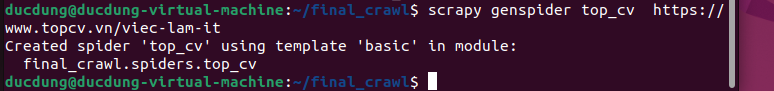 ducdung@ducdung-virtual-machine:~/final_crawl$ scrapy genspider top_cv  https://
www.topcv.vn/viec-lam-it
Created spider 'top_cv' using template 'basic' in module:
  final_crawl.spiders.top_cv
ducdung@ducdung-virtual-machine:~/final_crawl$